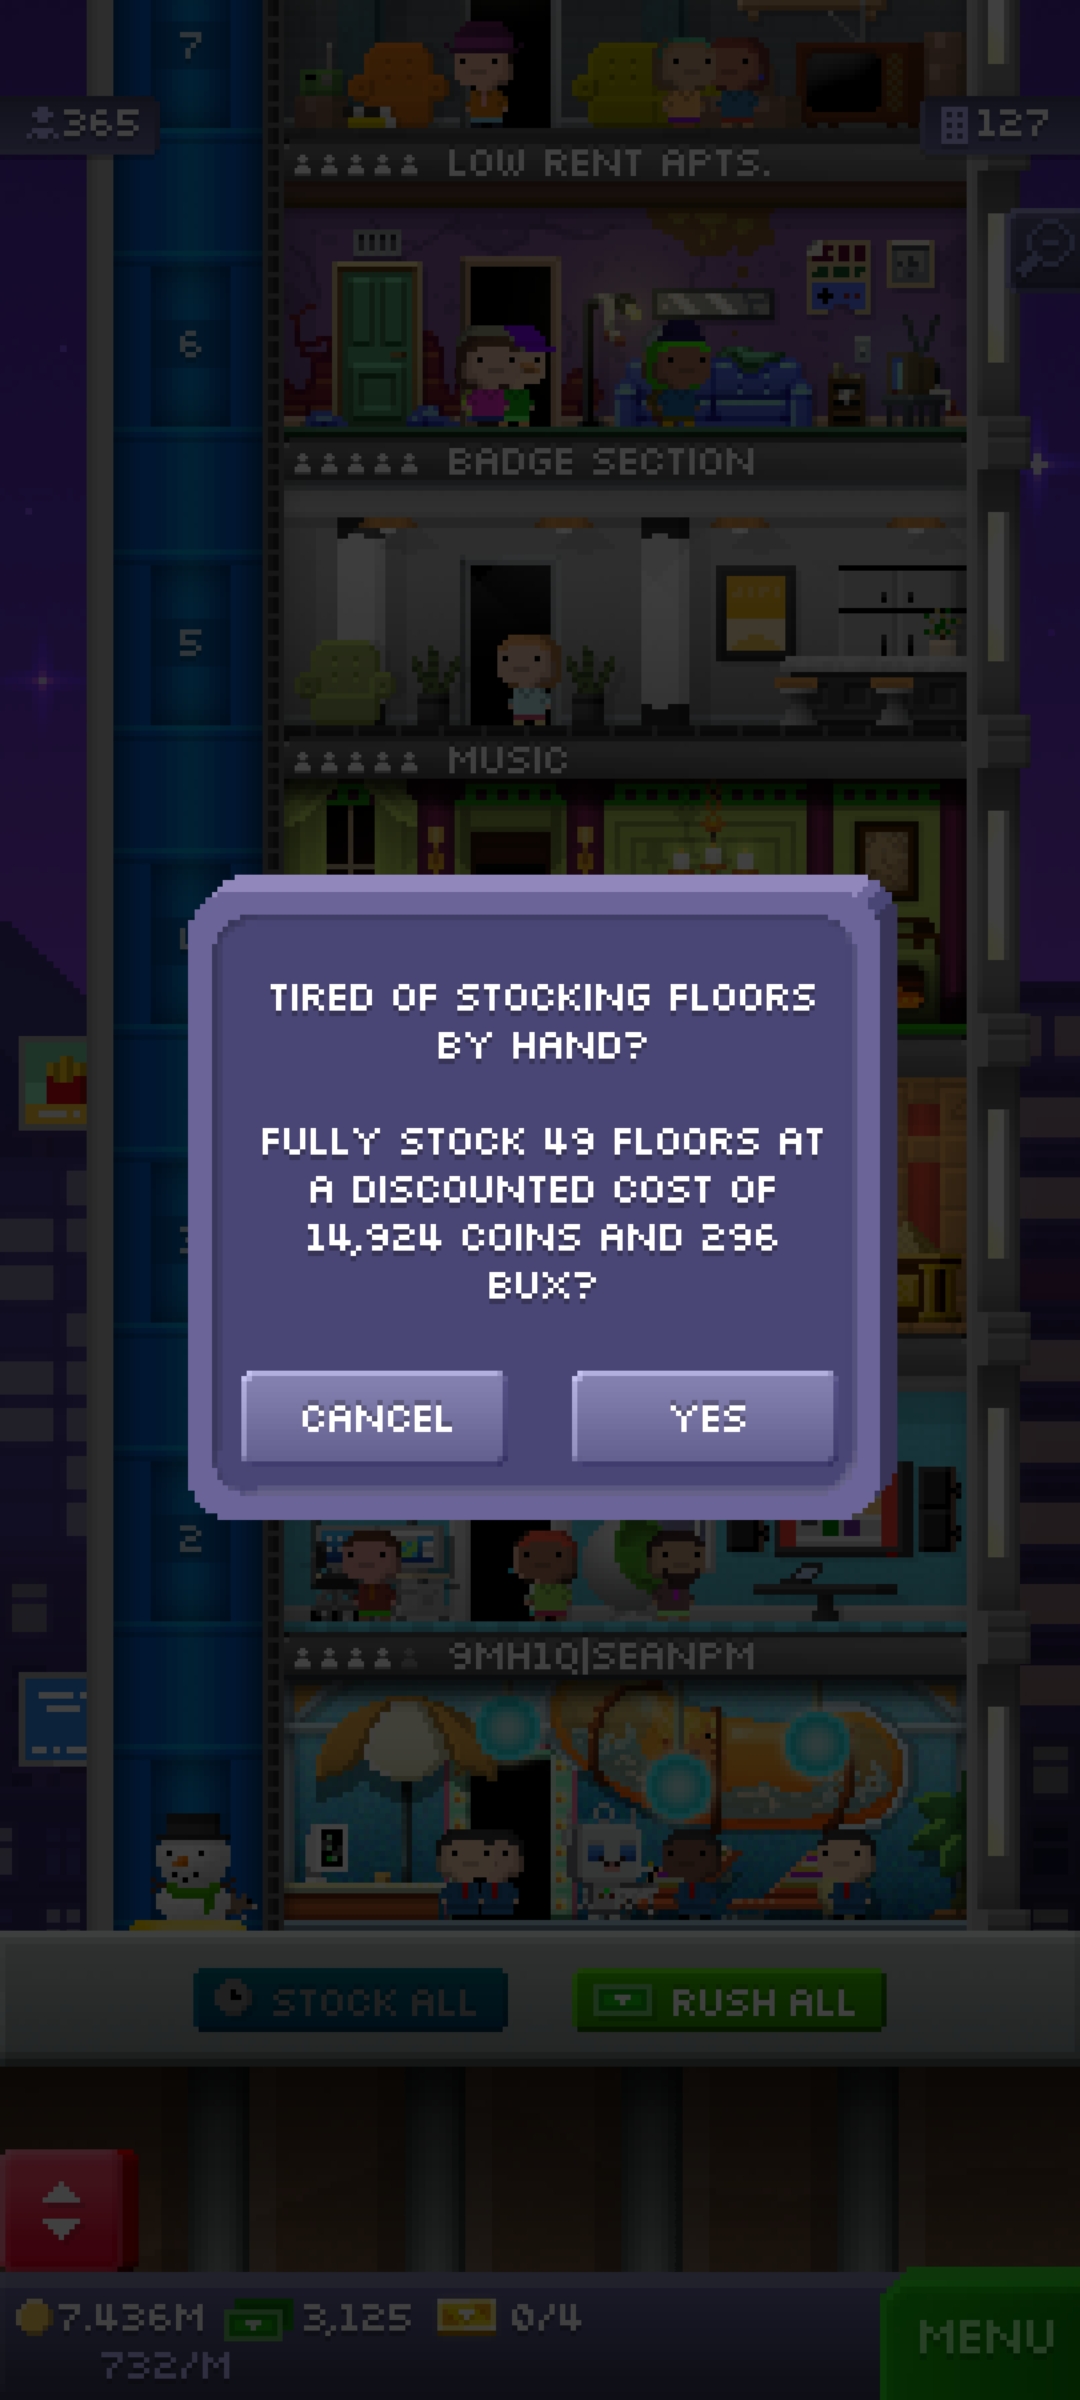 7
365
127
LOW RENT APTS.
6
BADGE SECTION
5
MUSIC
TIRED OF STOCKING FLOORS
BY HAND?
FULLY STOCK 49 FLOORS AT
A DISCOUNTED COST OF
14,924 COINS AND 296
BUX?
CANCEL
YES
2
9MH1Q|SEANPM
STOCK ALL
RUSH ALL
7.436M
3,125
0/4
732/M
MENU